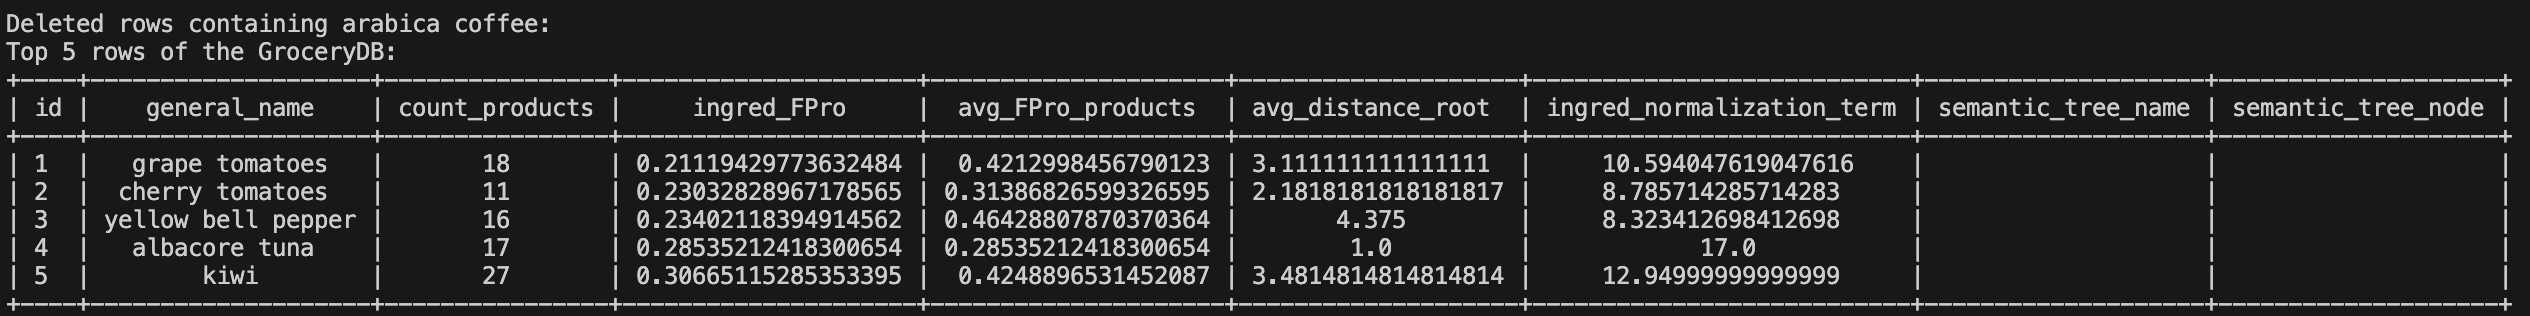 Deleted rows containing arabica coffee:
Top 5 rows of the GroceryDB:
+----+--------------------+----------------+---------------------+---------------------+--------------------+---------------------------+--------------------+--------------------+
| id |    general_name    | count_products |     ingred_FPro     |  avg_FPro_products  | avg_distance_root  | ingred_normalization_term | semantic_tree_name | semantic_tree_node |
+----+--------------------+----------------+---------------------+---------------------+--------------------+---------------------------+--------------------+--------------------+
| 1  |   grape tomatoes   |       18       | 0.21119429773632484 |  0.4212998456790123 | 3.111111111111111  |     10.594047619047616    |                    |                    |
| 2  |  cherry tomatoes   |       11       | 0.23032828967178565 | 0.31386826599326595 | 2.1818181818181817 |     8.785714285714283     |                    |                    |
| 3  | yellow bell pepper |       16       | 0.23402118394914562 | 0.46428807870370364 |       4.375        |     8.323412698412698     |                    |                    |
| 4  |   albacore tuna    |       17       | 0.28535212418300654 | 0.28535212418300654 |        1.0         |            17.0           |                    |                    |
| 5  |        kiwi        |       27       | 0.30665115285353395 |  0.4248896531452087 | 3.4814814814814814 |     12.94999999999999     |                    |                    |
+----+--------------------+----------------+---------------------+---------------------+--------------------+---------------------------+--------------------+--------------------+